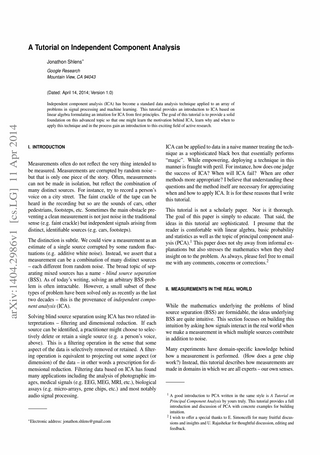 arXiv:1404.2986v1 [cs.LG] 11 Apr 2014
A Tutorial on Independent Component Analysis
Jonathon Shlens*
Google Research
Mountain View, CA 94043
(Dated: April 14, 2014; Version 1.0)
Independent component analysis (ICA) has become a standard data analysis technique applied to an array of
problems in signal processing and machine learning. This tutorial provides an introduction to ICA based on
linear algebra formulating an intuition for ICA from first principles. The goal of this tutorial is to provide a solid
foundation on this advanced topic so that one might learn the motivation behind ICA, learn why and when to
apply this technique and in the process gain an introduction to this exciting field of active research.
I. INTRODUCTION
Measurements often do not reflect the very thing intended to
be measured. Measurements are corrupted by random noise –
but that is only one piece of the story. Often, measurements
can not be made in isolation, but reflect the combination of
many distinct sources. For instance, try to record a person's
voice on a city street. The faint crackle of the tape can be
heard in the recording but so are the sounds of cars, other
pedestrians, footsteps, etc. Sometimes the main obstacle pre-
venting a clean measurement is not just noise in the traditional
sense (e.g. faint crackle) but independent signals arising from
distinct, identifiable sources (e.g. cars, footsteps).
The distinction is subtle. We could view a measurement as an
estimate of a single source corrupted by some random fluc-
tuations (e.g. additive white noise). Instead, we assert that a
measurement can be a combination of many distinct sources
– each different from random noise. The broad topic of sep-
arating mixed sources has a name - blind source separation
(BSS). As of today's writing, solving an arbitrary BSS prob-
lem is often intractable. However, a small subset of these
types of problem have been solved only as recently as the last
two decades – this is the provenance of independent compo-
nent analysis (ICA).
Solving blind source separation using ICA has two related in-
terpretations – filtering and dimensional reduction. If each
source can be identified, a practitioner might choose to selec-
tively delete or retain a single source (e.g. a person's voice,
above). This is a filtering operation in the sense that some
aspect of the data is selectively removed or retained. A filter-
ing operation is equivalent to projecting out some aspect (or
dimension) of the data – in other words a prescription for di-
mensional reduction. Filtering data based on ICA has found
many applications including the analysis of photographic im-
ages, medical signals (e.g. EEG, MEG, MRI, etc.), biological
assays (e.g. micro-arrays, gene chips, etc.) and most notably
audio signal processing.
*Electronic address: jonathon.shlens@gmail.com
ICA can be applied to data in a naive manner treating the tech-
nique as a sophisticated black box that essentially performs
"magic". While empowering, deploying a technique in this
manner is fraught with peril. For instance, how does one judge
the success of ICA? When will ICA fail? When are other
methods more appropriate? I believe that understanding these
questions and the method itself are necessary for appreciating
when and how to apply ICA. It is for these reasons that I write
this tutorial.
This tutorial is not a scholarly paper. Nor is it thorough.
The goal of this paper is simply to educate. That said, the
ideas in this tutorial are sophisticated. I presume that the
reader is comfortable with linear algebra, basic probability
and statistics as well as the topic of principal component anal-
ysis (PCA).¹ This paper does not shy away from informal ex-
planations but also stresses the mathematics when they shed
insight on to the problem. As always, please feel free to email
me with any comments, concerns or corrections.²
II. MEASUREMENTS IN THE REAL WORLD
While the mathematics underlying the problems of blind
source separation (BSS) are formidable, the ideas underlying
BSS are quite intuitive. This section focuses on building this
intuition by asking how signals interact in the real world when
we make a measurement in which multiple sources contribute
in addition to noise.
Many experiments have domain-specific knowledge behind
how a measurement is performed. (How does a gene chip
work?) Instead, this tutorial describes how measurements are
made in domains in which we are all experts – our own senses.
¹ A good introduction to PCA written in the same style is A Tutorial on
Principal Component Analysis by yours truly. This tutorial provides a full
introduction and discussion of PCA with concrete examples for building
intuition.
² I wish to offer a special thanks to E. Simoncelli for many fruitful discus-
sions and insights and U. Rajashekar for thoughtful discussion, editing and
feedback.